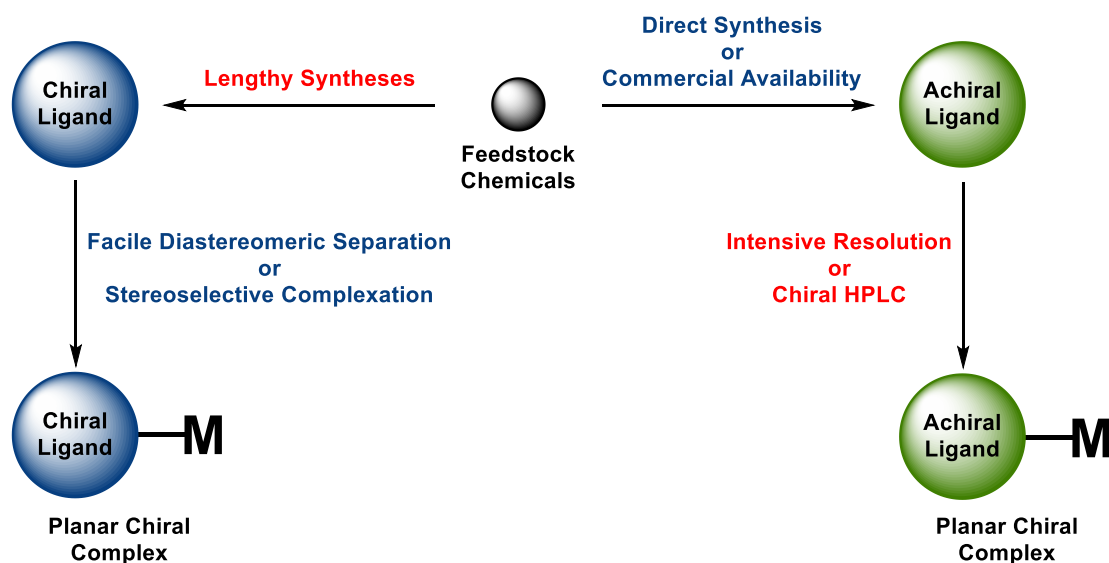 Direct Synthesis
or
Commercial Availability
Lengthy Syntheses
Chiral
Ligand
Achiral
Ligand
Feedstock
Chemicals
Facile Diastereomeric Separation
or
Stereoselective Complexation
Intensive Resolution
or
Chiral HPLC
Chiral
Ligand
M
Achiral
Ligand
M
Planar Chiral
Complex
Planar Chiral
Complex